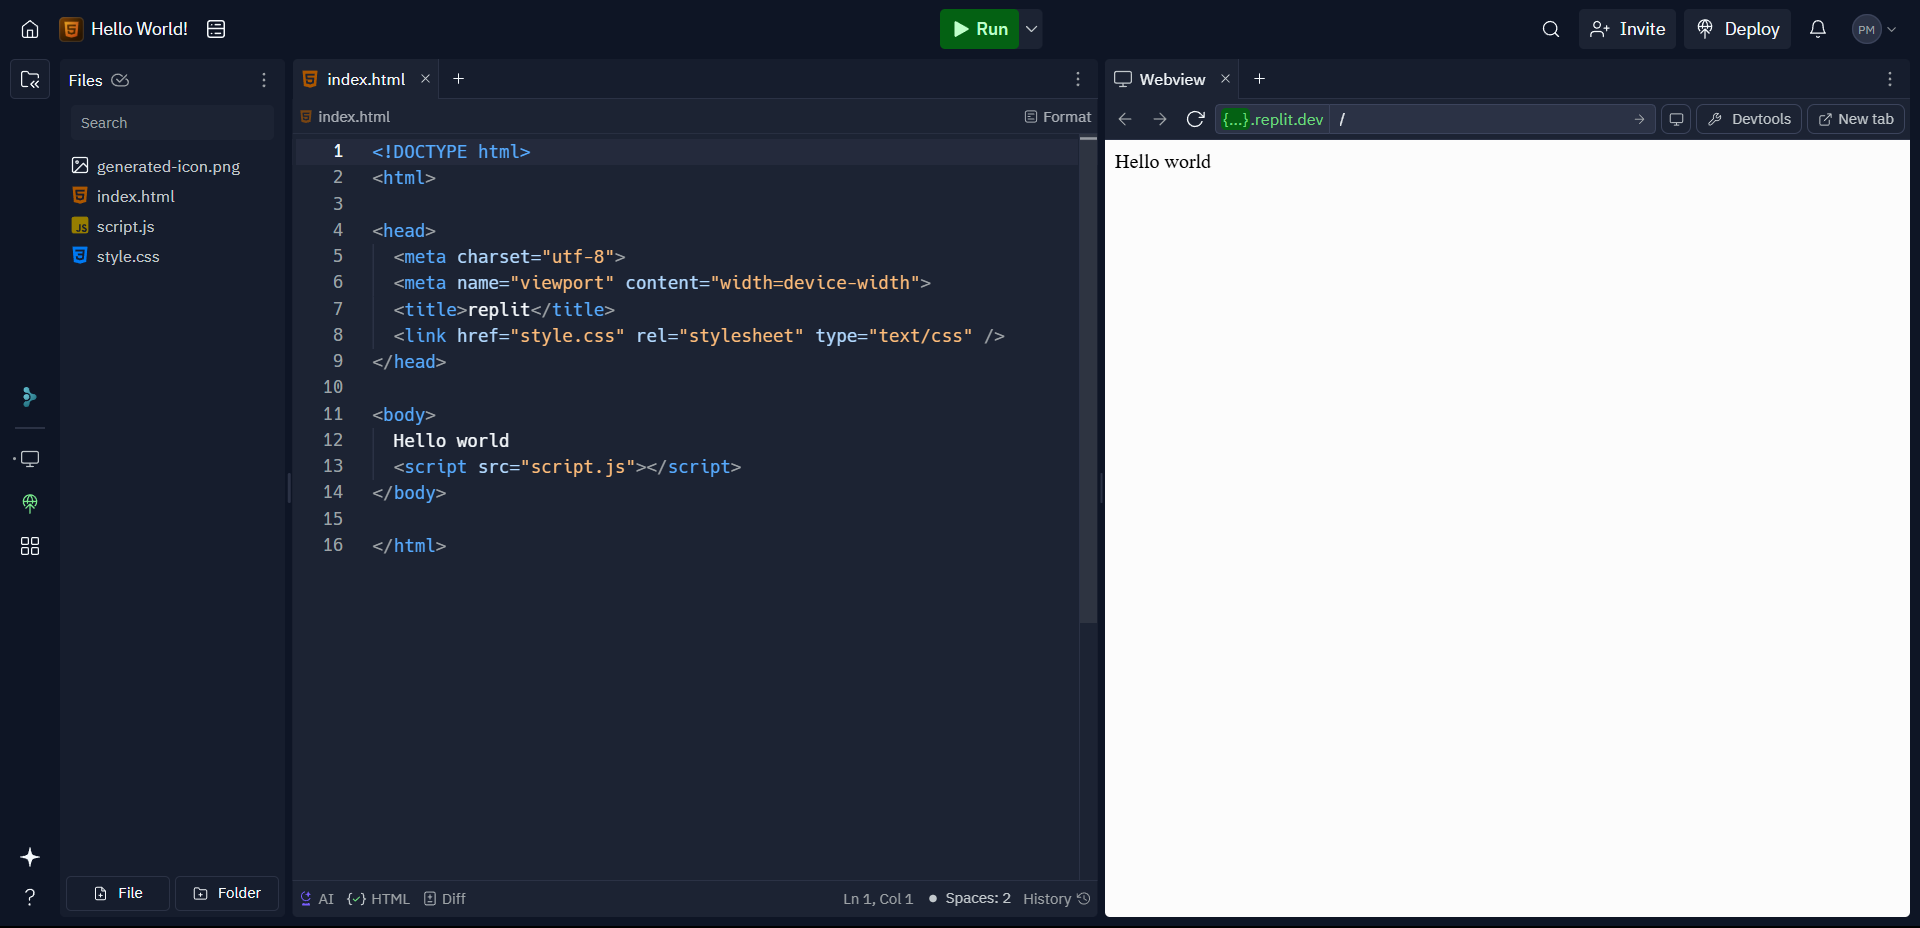 Hello World!
Run
Invite
Deploy
PM
Files
Search
generated-icon.png
index.html
script.js
style.css
File
Folder
index.html
index.html
Format
1 <!DOCTYPE html>
2 <html>
3
4 <head>
5 <meta charset="utf-8">
6 <meta name="viewport" content="width=device-width">
7 <title>replit</title>
8 <link href="style.css" rel="stylesheet" type="text/css" />
9 </head>
10
11 <body>
12 Hello world
13 <script src="script.js"></script>
14 </body>
15
16 </html>
AI
HTML
Diff
Ln 1, Col 1
Spaces: 2
History
Webview
{...}.replit.dev
/
Devtools
New tab
Hello world